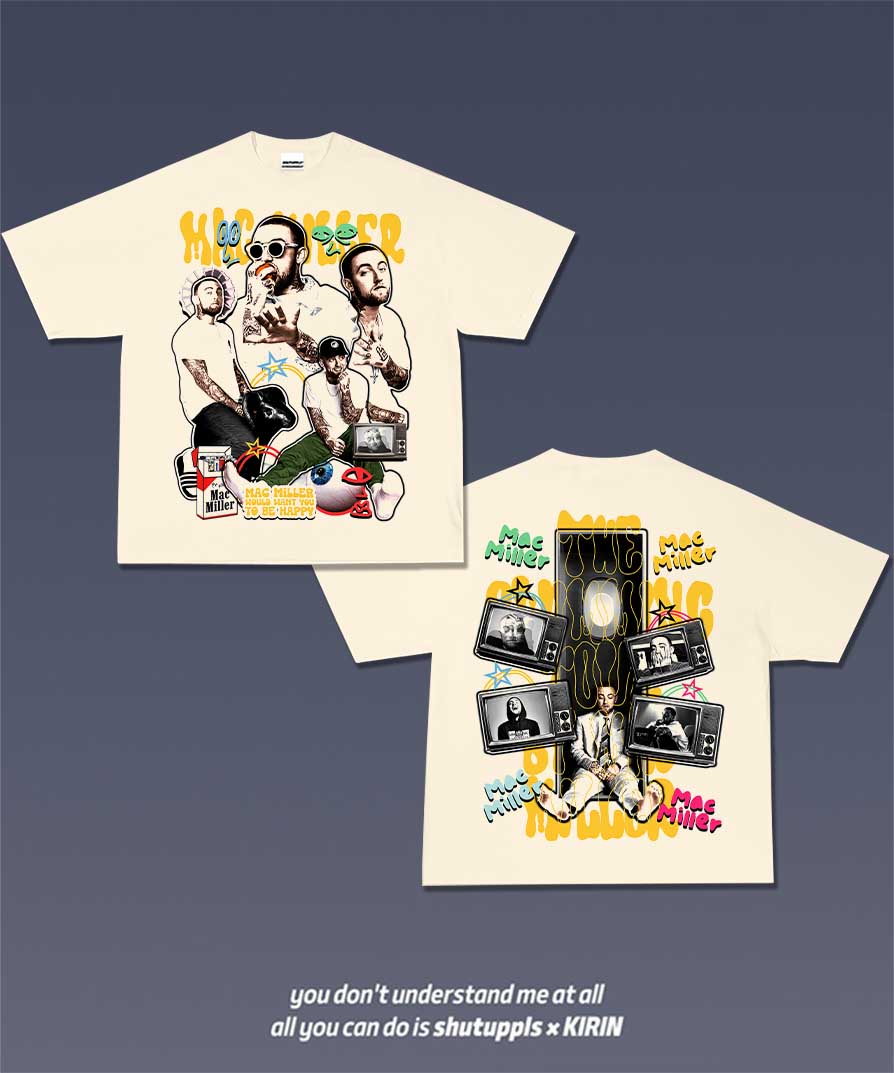 MAC MILLER
Mac
Miller
MAC MILLER
WOULD WANT YOU
TO BE HAPPY
Mac
Miller
Mac
Miller
THE
Mac
Miller
Mac
Miller
MILLER
you don't understand me at all
all you can do is shutuppls × KIRIN